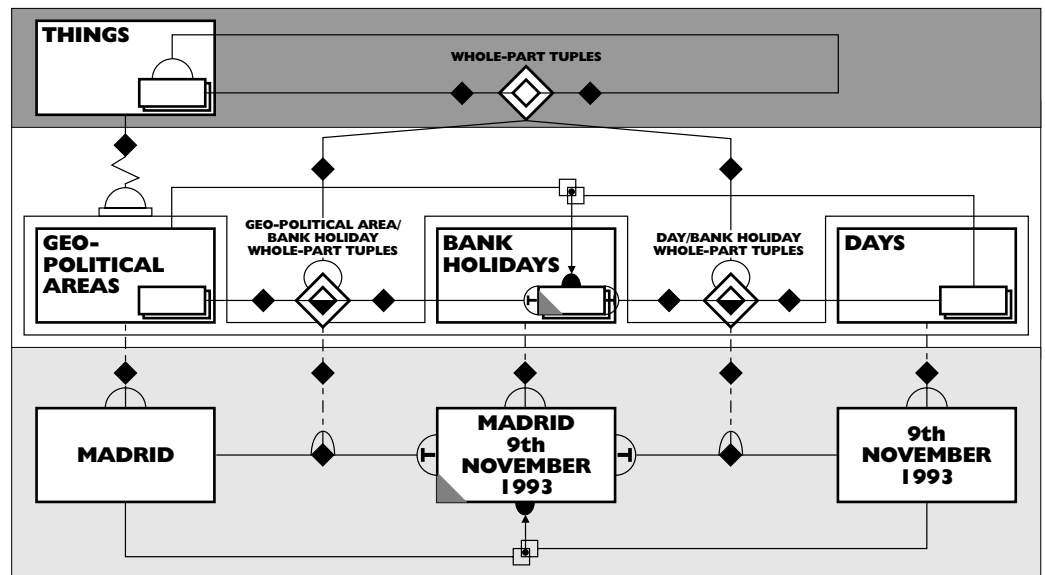 THINGS
WHOLE-PART TUPLES
GEO-POLITICAL AREA/
BANK HOLIDAY
WHOLE-PART TUPLES
DAY/BANK HOLIDAY
WHOLE-PART TUPLES
GEO-
POLITICAL
AREAS
BANK
HOLIDAYS
DAYS
MADRID
MADRID
9th
NOVEMBER
1993
9th
NOVEMBER
1993